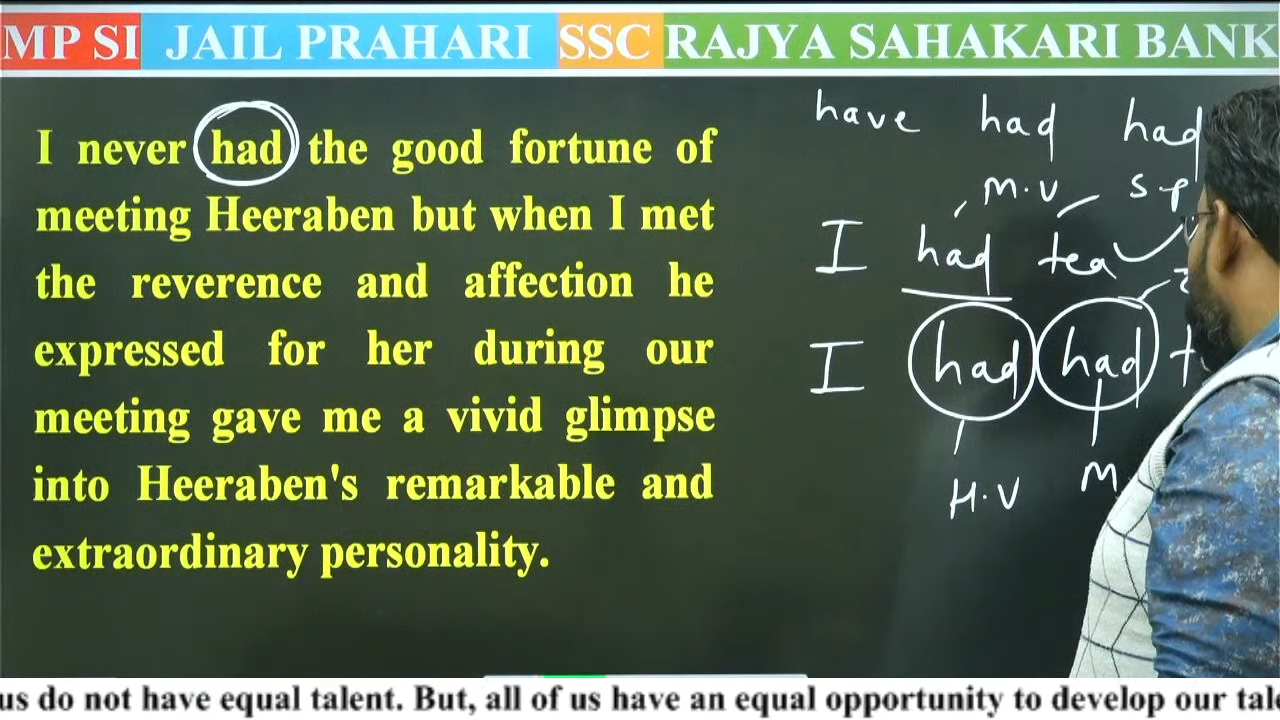 MP SI JAIL PRAHARI SSC RAJYA SAHAKARI BANK
I never had the good fortune of
meeting Heeraben but when I met
the reverence and affection he
expressed for her during our
meeting gave me a vivid glimpse
into Heeraben's remarkable and
extraordinary personality.
have had had
M.V S.P
I had tea
I had had
H.V M
us do not have equal talent. But, all of us have an equal opportunity to develop our